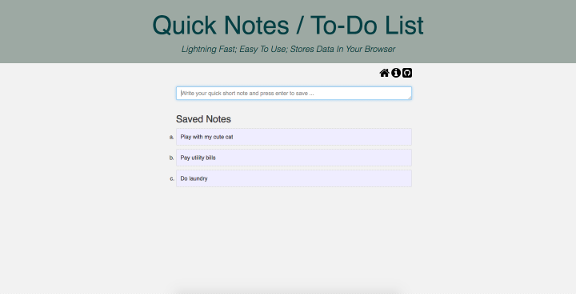 Quick Notes / To-Do List
Lightning Fast; Easy To Use; Stores Data In Your Browser
Write your quick short note and press enter to save ...
Saved Notes
a. Play with my cute cat
b. Pay utility bills
c. Do laundry